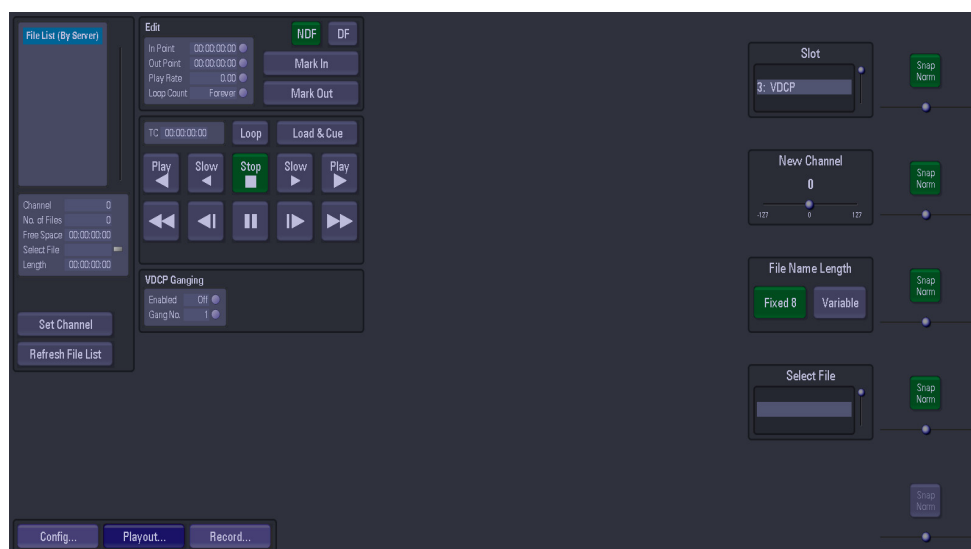 File List (By Server)
Channel 0
No. of Files 0
Free Space 00:00:00:00
Select File
Length 00:00:00:00
Set Channel
Refresh File List
Edit
NDF DF
In Point 00:00:00:00
Out Point 00:00:00:00
Play Rate 0.00
Loop Count Forever
Mark In
Mark Out
TC 00:00:00:00
Loop
Load & Cue
Play Slow Stop Slow Play
VDCP Ganging
Enabled Off
Gang No. 1
Slot
3: VDCP
Snap
Norm
New Channel
0
-127 0 127
Snap
Norm
File Name Length
Fixed 8 Variable
Snap
Norm
Select File
Snap
Norm
Snap
Norm
Config... Playout... Record...